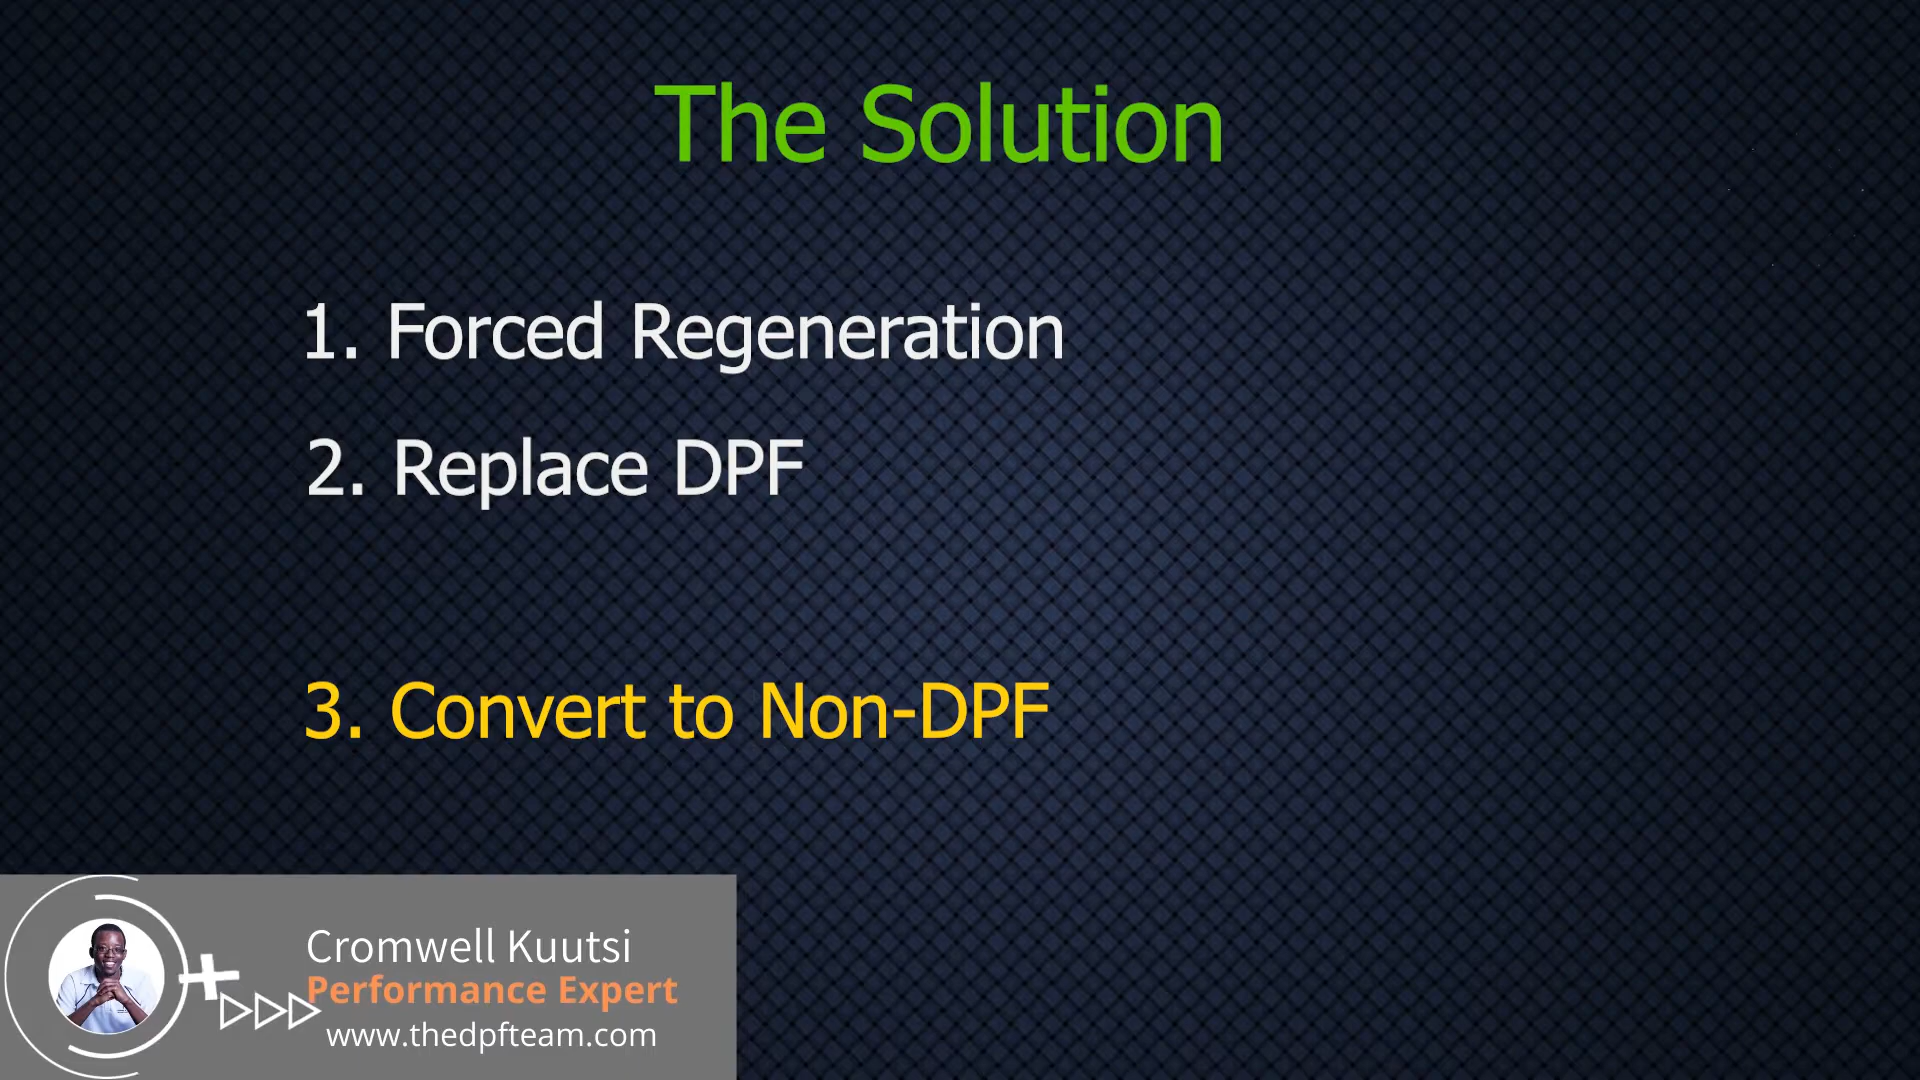 The Solution
1. Forced Regeneration
2. Replace DPF
3. Convert to Non-DPF
Cromwell Kuutsi
Performance Expert
www.thedpfteam.com